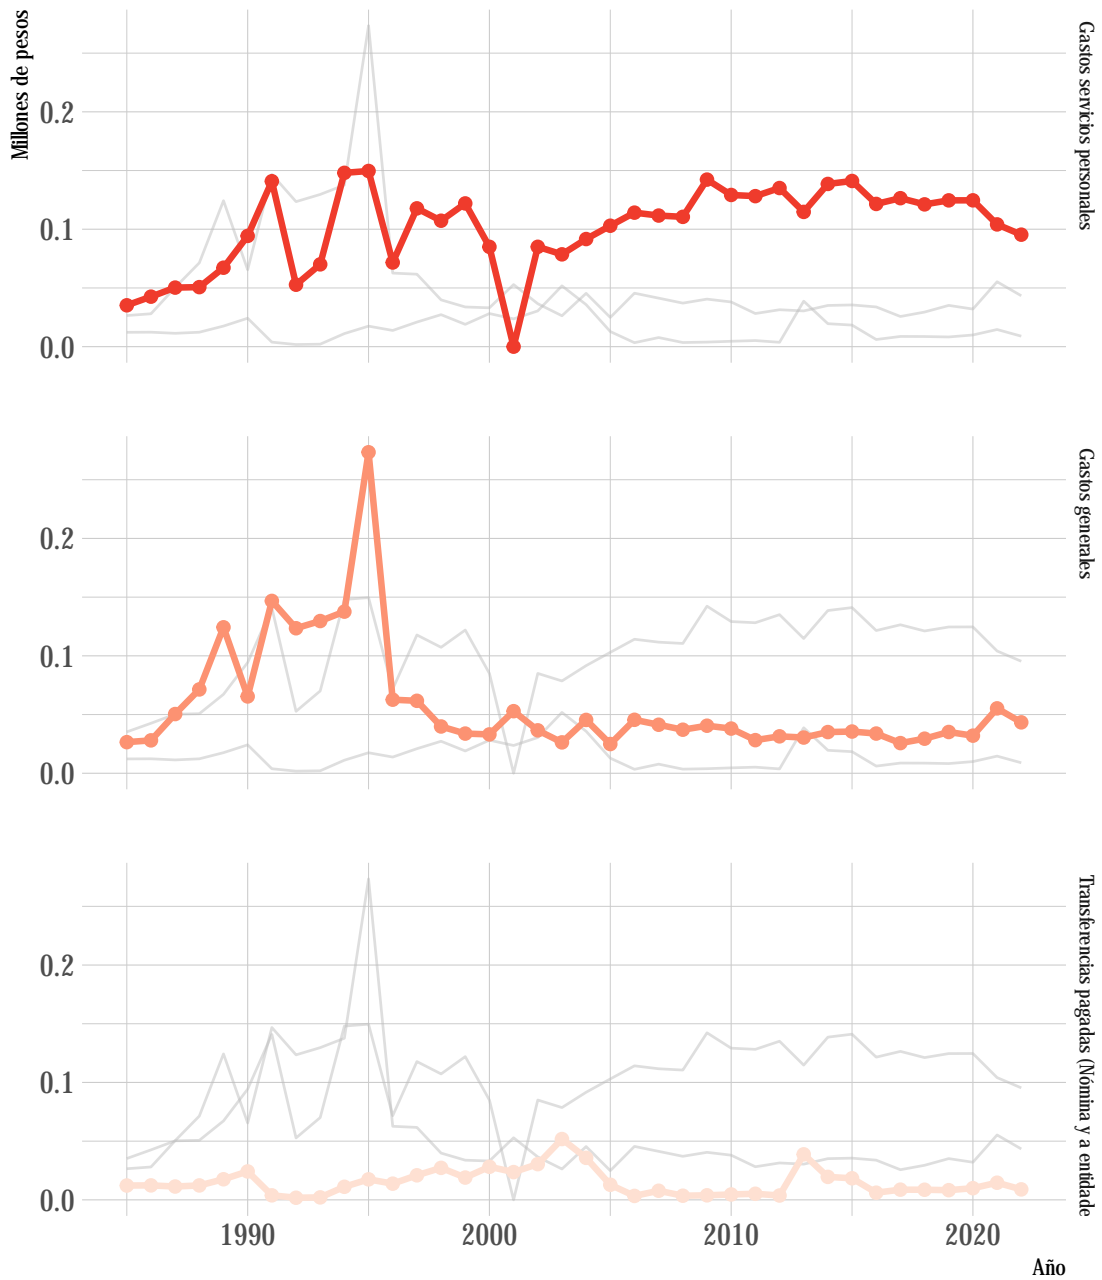 Millones de pesos
Gastos servicios personales
0.2
0.1
0.0
Gastos generales
0.2
0.1
0.0
Transferencias pagadas (Nómina y a entidade
0.2
0.1
0.0
1990
2000
2010
2020
Año